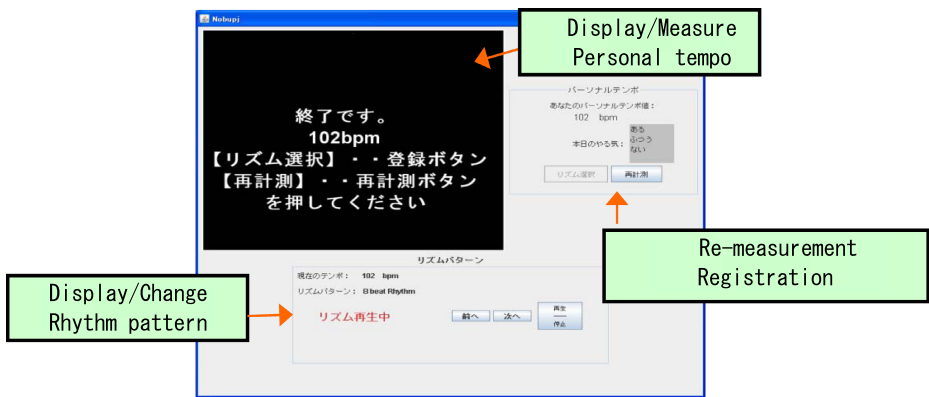 Nobupj
Display/Measure
Personal tempo
終了です。
102bpm
【リズム選択】・・登録ボタン
【再計測】・・再計測ボタン
を押してください
パーソナルテンポ
あなたのパーソナルテンポ値：
102 bpm
本日のやる気：
ある
ふつう
ない
リズム選択
再計測
Re-measurement
Registration
リズムパターン
現在のテンポ： 102 bpm
リズムパターン： 8beat Rhythm
リズム再生中
前へ
次へ
再生
停止
Display/Change
Rhythm pattern